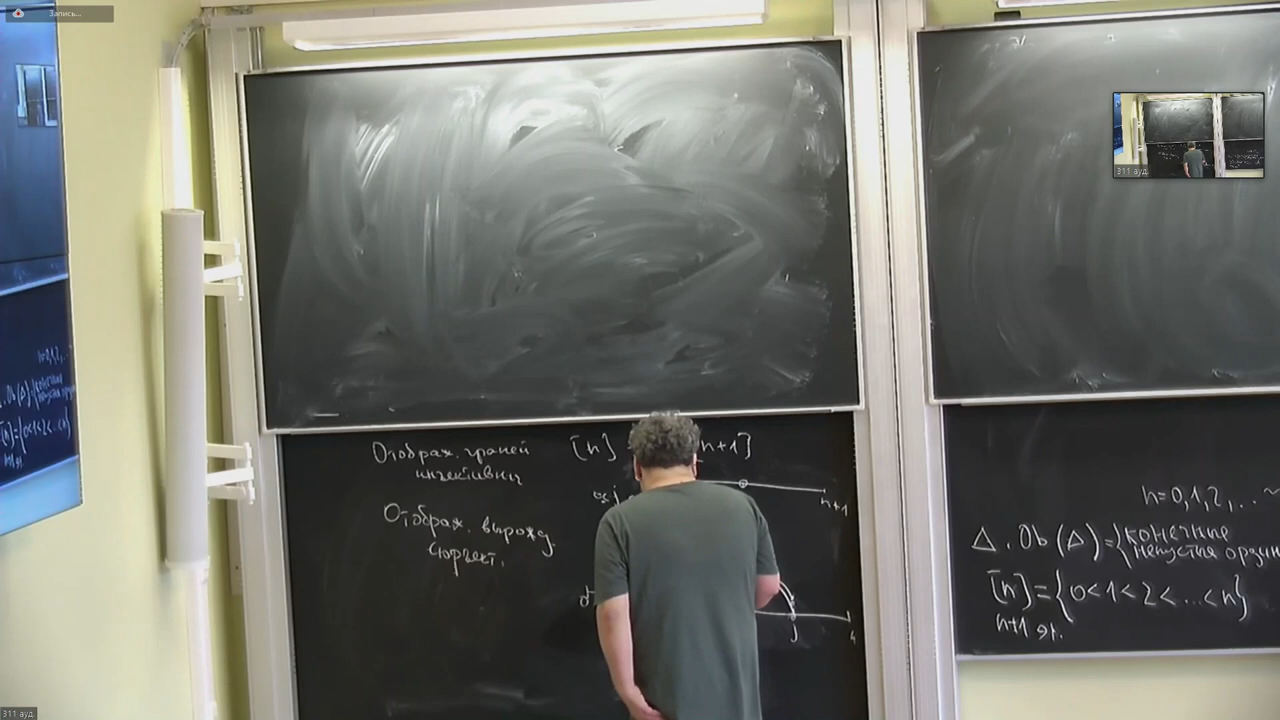 Запись...
311 ауд.
Отображ. граней
инъективны
[n]
n+1]
n+1
Отображ. вырожд.
сюръект.
j
n=0,1,2,...
Δ. Ob(Δ)={конечные
непустые ордин
[n]={0<1<2<...<n}
n+1 эл.
311 ауд.